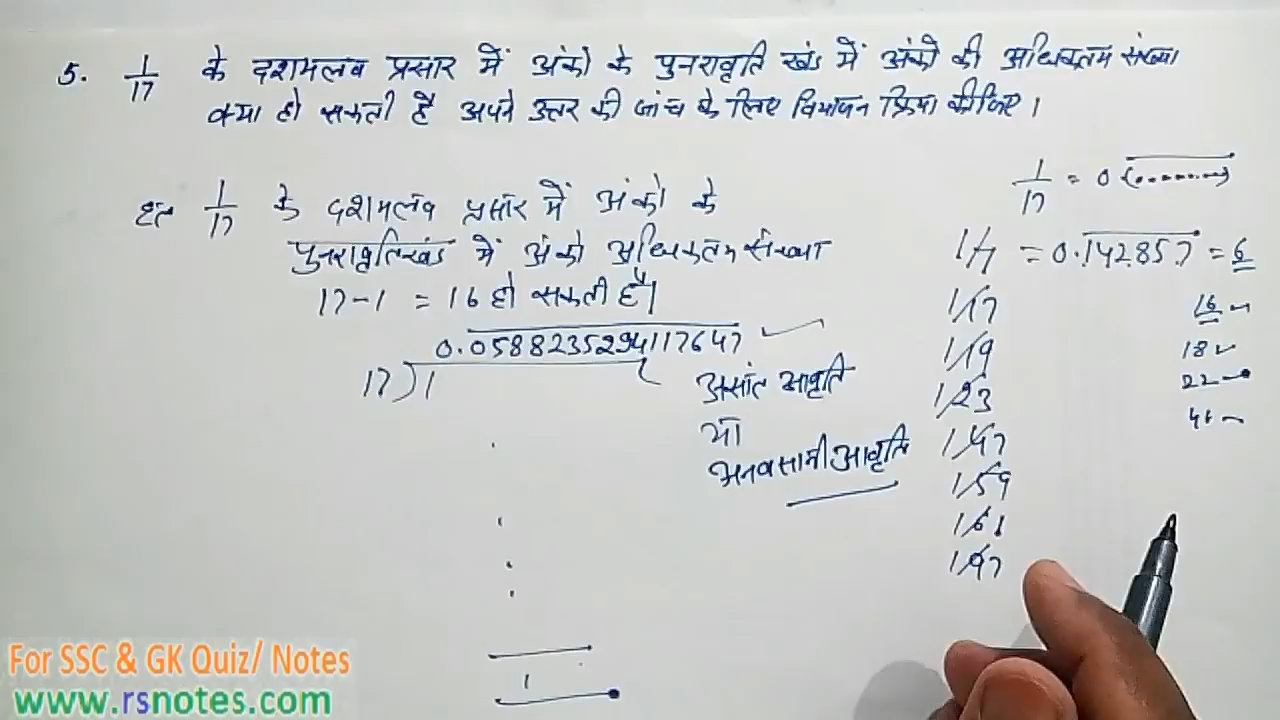 5. 1/17 के दशमलव प्रसार में अंको के पुनरावृति खंड में अंको की अधिकतम संख्या
क्या हो सकती है अपने उत्तर की जांच के लिए विभाजन क्रिया कीजिए।
हल 1/17 के दशमलव प्रसार में अंको के
पुनरावृतिखंड में अंको अधिकतम संख्या
17-1 = 16 हो सकती है।
0.0588235294117647
17)1
1
असांत आवृति
या
अनवसानी आवृति
1/17 = 0.(........)
1/7 = 0.142857 = 6
1/17 16
1/19 18
1/23 22
1/47
1/59
1/61
1/97
For SSC & GK Quiz/ Notes
www.rsnotes.com